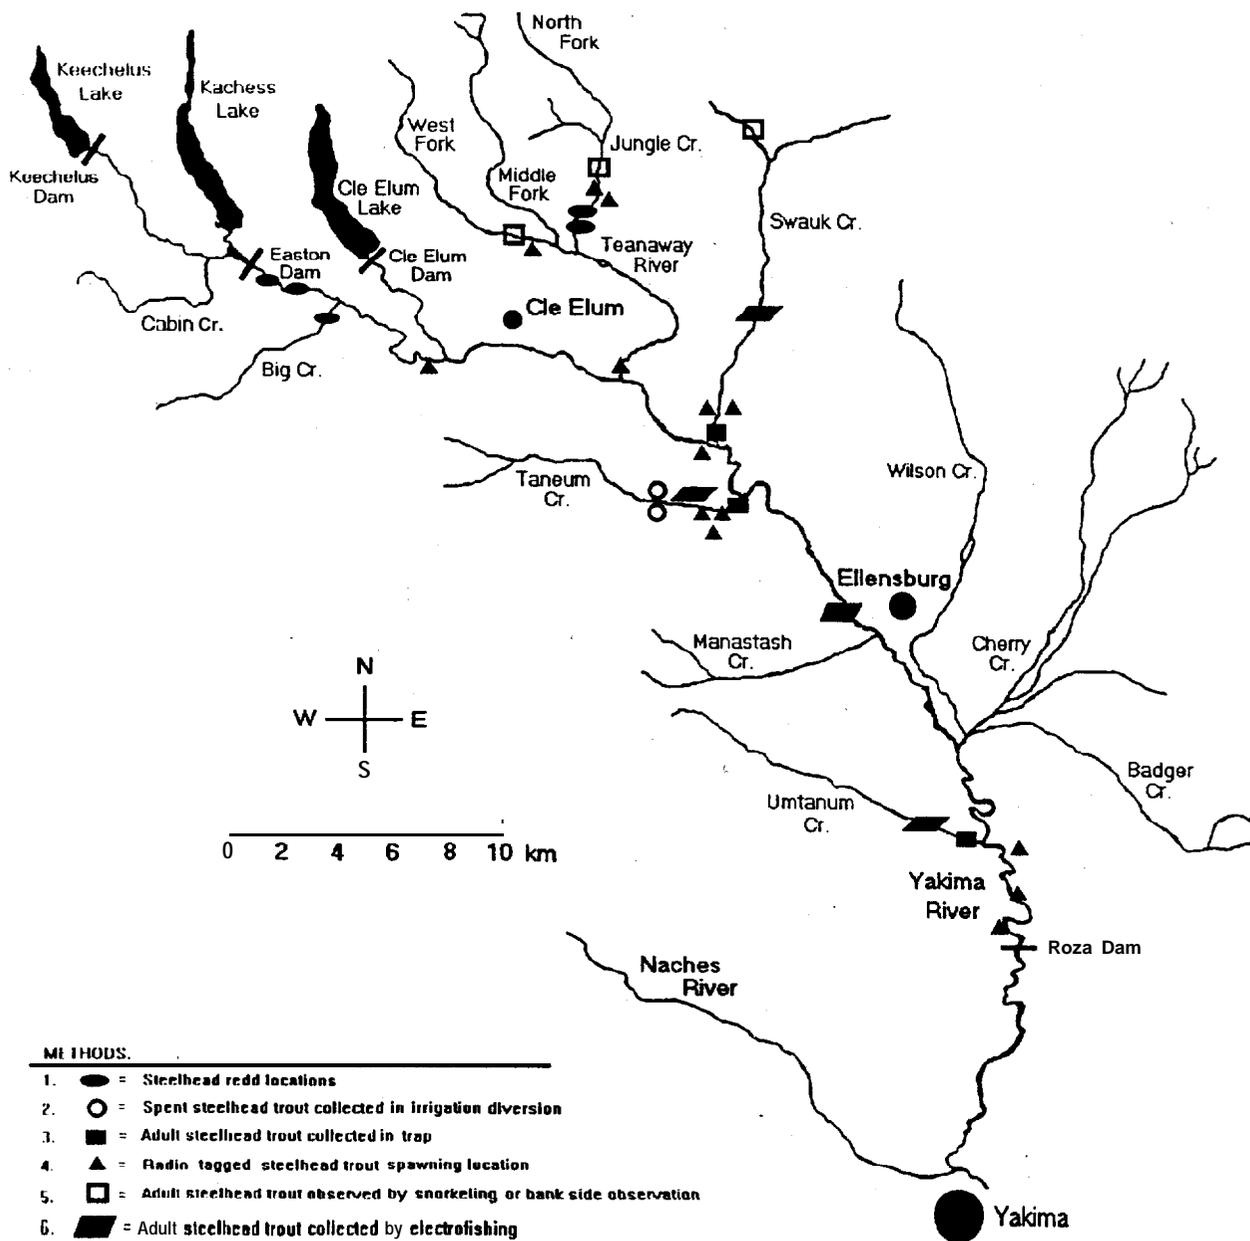 North
Fork
Keechelus
Lake
Kachess
Lake
West
Fork
Jungle Cr.
Keechelus
Dam
Middle
Fork
Cle Elum
Lake
Swauk Cr.
Teanaway
River
Easton
Dam
Cle Elum
Dam
Cle Elum
Cabin Cr.
Big Cr.
Taneum
Cr.
Wilson Cr.
Ellensburg
Manastash
Cr.
Cherry
Cr.
N
W E
S
Badger
Cr.
Umtanum
Cr.
0 2 4 6 8 10 km
Yakima
River
Roza Dam
Naches
River
METHODS.
1. = Steelhead redd locations
2. = Spent steelhead trout collected in irrigation diversion
3. = Adult steelhead trout collected in trap
4. = Radio tagged steelhead trout spawning location
5. = Adult steelhead trout observed by snorkeling or bank side observation
6. = Adult steelhead trout collected by electrofishing
Yakima